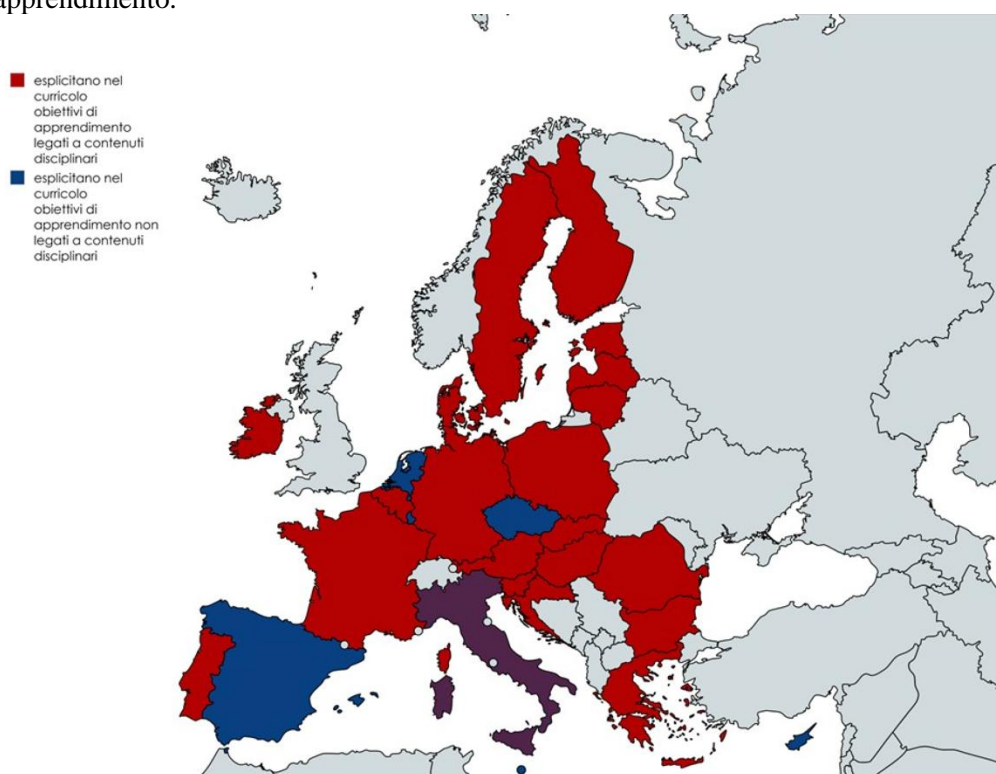 apprendimento.
esplicitano nel
curricolo
obiettivi di
apprendimento
legati a contenuti
disciplinari
esplicitano nel
curricolo
obiettivi di
apprendimento non
legati a contenuti
disciplinari